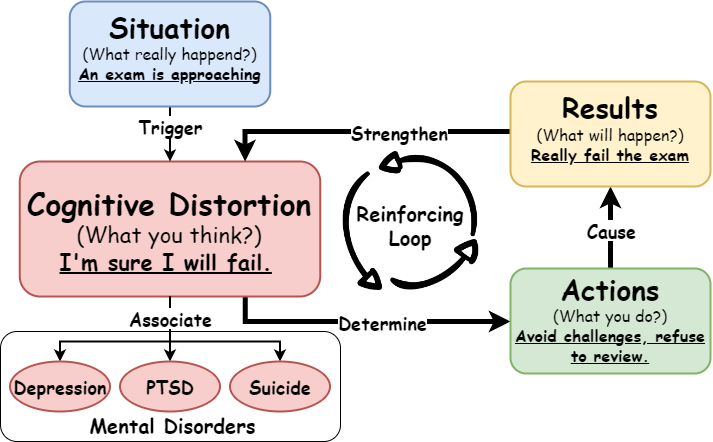 Situation
(What really happend?)
An exam is approaching
Trigger
Cognitive Distortion
(What you think?)
I'm sure I will fail.
Strengthen
Reinforcing
Loop
Results
(What will happen?)
Really fail the exam
Cause
Actions
(What you do?)
Avoid challenges, refuse
to review.
Determine
Associate
Depression
PTSD
Suicide
Mental Disorders